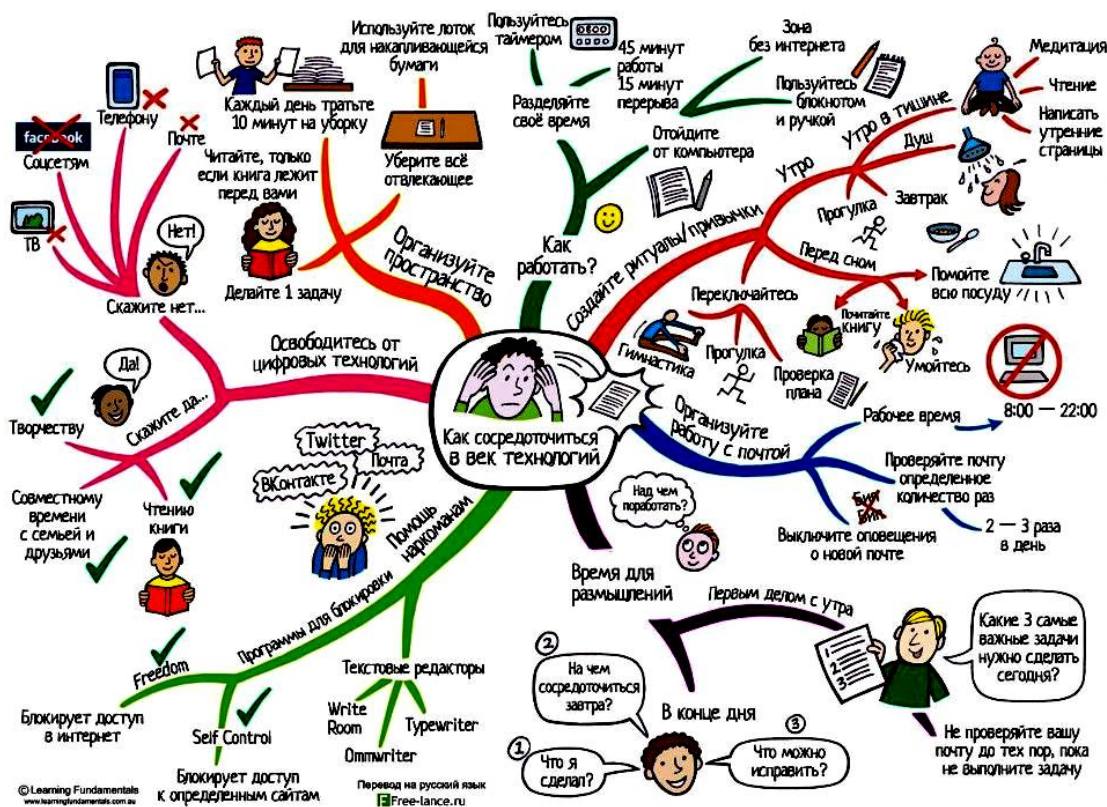 Как сосредоточиться
в век технологий
Как
работать?
Разделяйте
своё время
Пользуйтесь
таймером
45 минут
работы
15 минут
перерыва
Отойдите
от компьютера
Зона
без интернета
Пользуйтесь
блокнотом
и ручкой
Создайте ритуалы/привычки
Утро
Утро в тишине
Медитация
Чтение
Написать
утренние
страницы
Душ
Завтрак
Прогулка
Перед сном
Помойте
всю посуду
Почитайте
книгу
Умойтесь
Переключайтесь
Гимнастика
Прогулка
Проверка
плана
Организуйте
работу с почтой
Рабочее время
8:00 — 22:00
Проверяйте почту
определенное
количество раз
2 — 3 раза
в день
Выключите оповещения
о новой почте
Над чем
поработать?
Время для
размышлений
Первым делом с утра
1
2
3
Какие 3 самые
важные задачи
нужно сделать
сегодня?
Не проверяйте вашу
почту до тех пор, пока
не выполните задачу
В конце дня
1
Что я
сделал?
2
На чем
сосредоточиться
завтра?
3
Что можно
исправить?
Помощь
наркоманам
Twitter
Почта
ВКонтакте
Программы для блокировки
Freedom
Блокирует доступ
в интернет
Self Control
Блокирует доступ
к определенным сайтам
Текстовые редакторы
Write
Room
Ommwriter
Typewriter
Освободитесь от
цифровых технологий
Скажите нет...
Нет!
ТВ
facebook
Соцсетям
Телефону
Почте
Скажите да...
Да!
Творчеству
Совместному
времени
с семьей и
друзьями
Чтению
книги
Организуйте
пространство
Каждый день тратьте
10 минут на уборку
Используйте лоток
для накапливающейся
бумаги
Уберите всё
отвлекающее
Читайте, только
если книга лежит
перед вами
Делайте 1 задачу
© Learning Fundamentals
www.learningfundamentals.com.au
Перевод на русский язык
Free-lance.ru